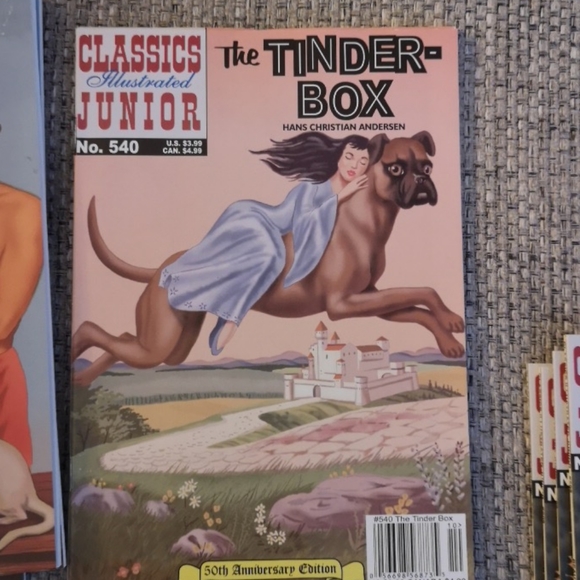 CLASSICS
Illustrated
JUNIOR
No. 540
U.S. $3.99
CAN. $4.99
The TINDER-
BOX
HANS CHRISTIAN ANDERSEN
#540 The Tinder Box
50th Anniversary Edition